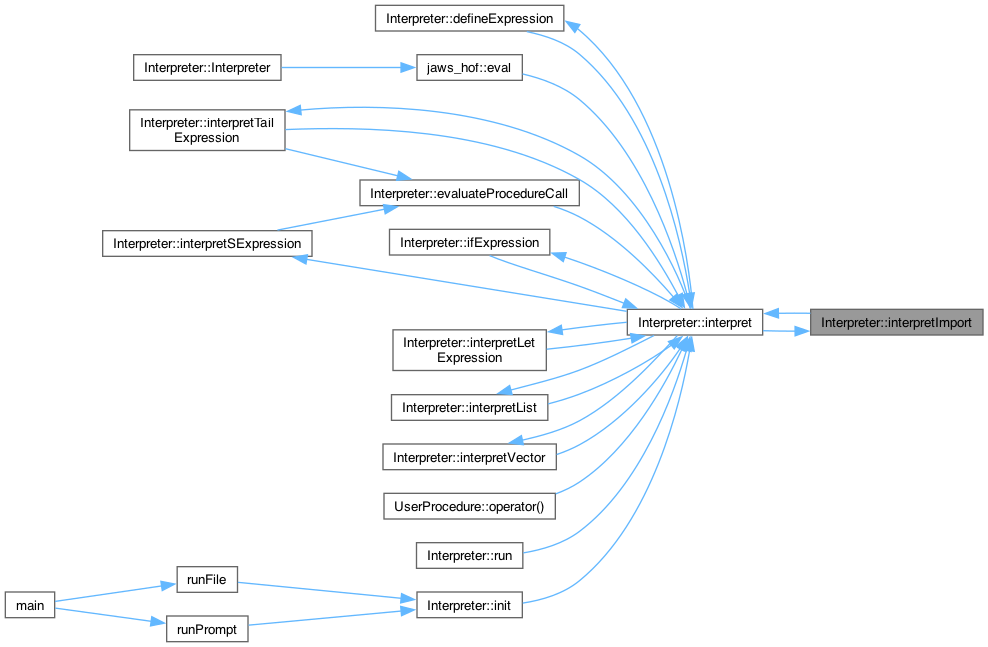 Interpreter::defineExpression
Interpreter::Interpreter
jaws_hof::eval
Interpreter::interpretTail
Expression
Interpreter::evaluateProcedureCall
Interpreter::interpretSExpression
Interpreter::ifExpression
Interpreter::interpret
Interpreter::interpretImport
Interpreter::interpretLet
Expression
Interpreter::interpretList
Interpreter::interpretVector
UserProcedure::operator()
Interpreter::run
runFile
main
Interpreter::init
runPrompt